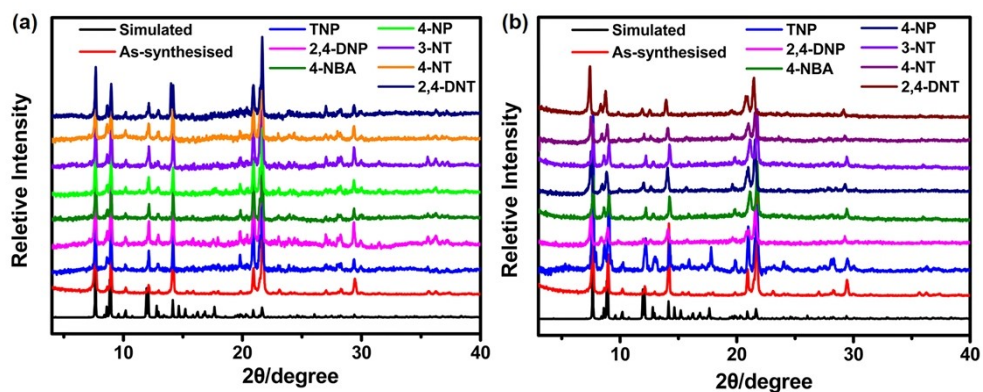 (a)
Simulated
As-synthesised
TNP
2,4-DNP
4-NBA
4-NP
3-NT
4-NT
2,4-DNT
Reletive Intensity
10 20 30 40
2θ/degree
(b)
Simulated
As-synthesised
TNP
2,4-DNP
4-NBA
4-NP
3-NT
4-NT
2,4-DNT
Reletive Intensity
10 20 30 40
2θ/degree